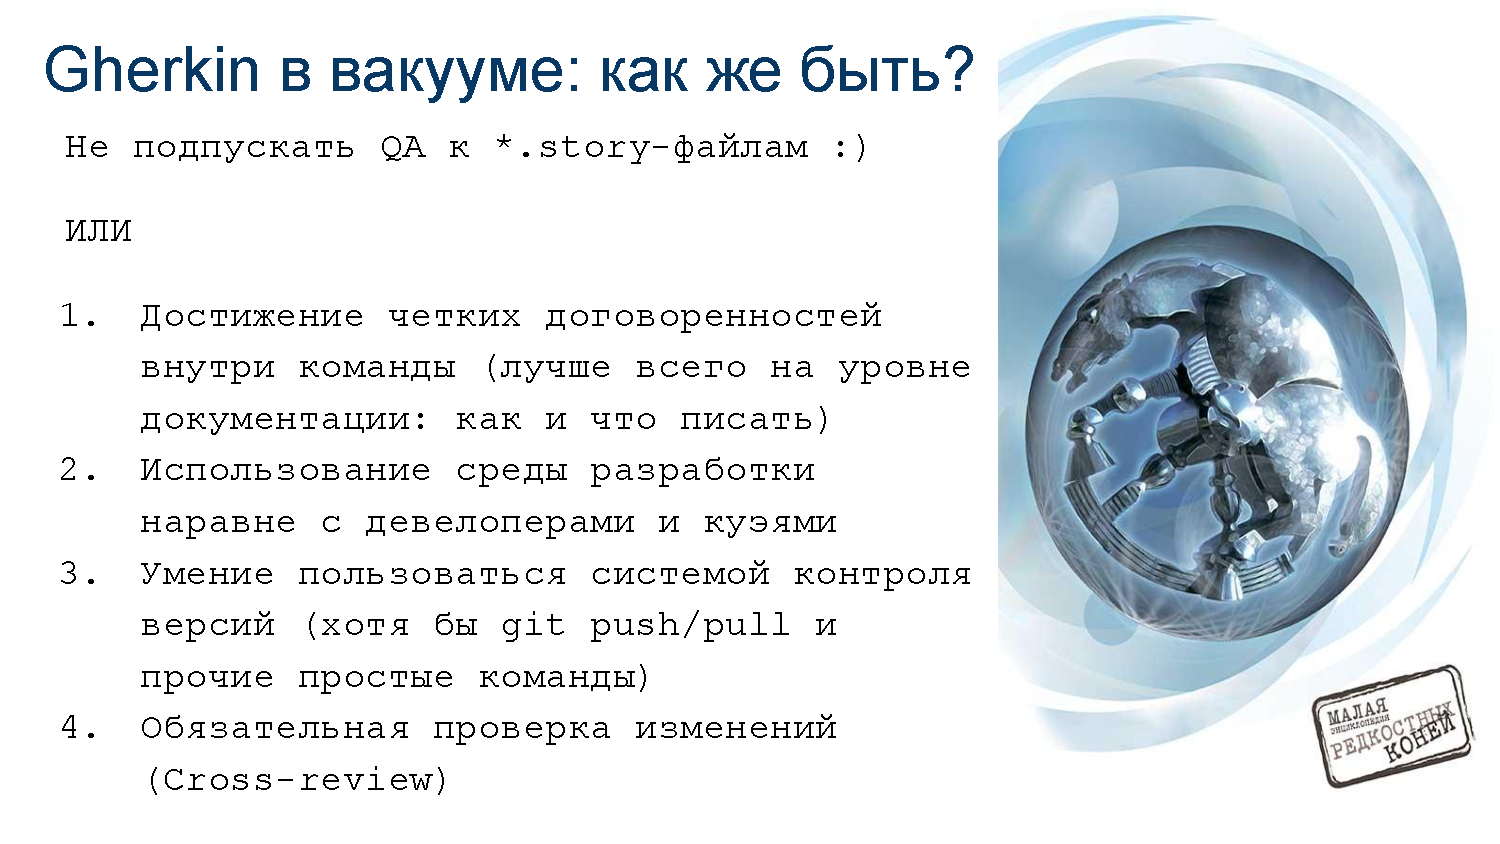 Gherkin в вакууме: как же быть?
Не подпускать QA к *.story-файлам :)
ИЛИ
1. Достижение четких договоренностей
внутри команды (лучше всего на уровне
документации: как и что писать)
2. Использование среды разработки
наравне с девелоперами и куэями
3. Умение пользоваться системой контроля
версий (хотя бы git push/pull и
прочие простые команды)
4. Обязательная проверка изменений
(Cross-review)
МАЛАЯ
ЭНЦИКЛОПЕДИЯ
РЕДКОСТНЫХ
КОНЕЙ